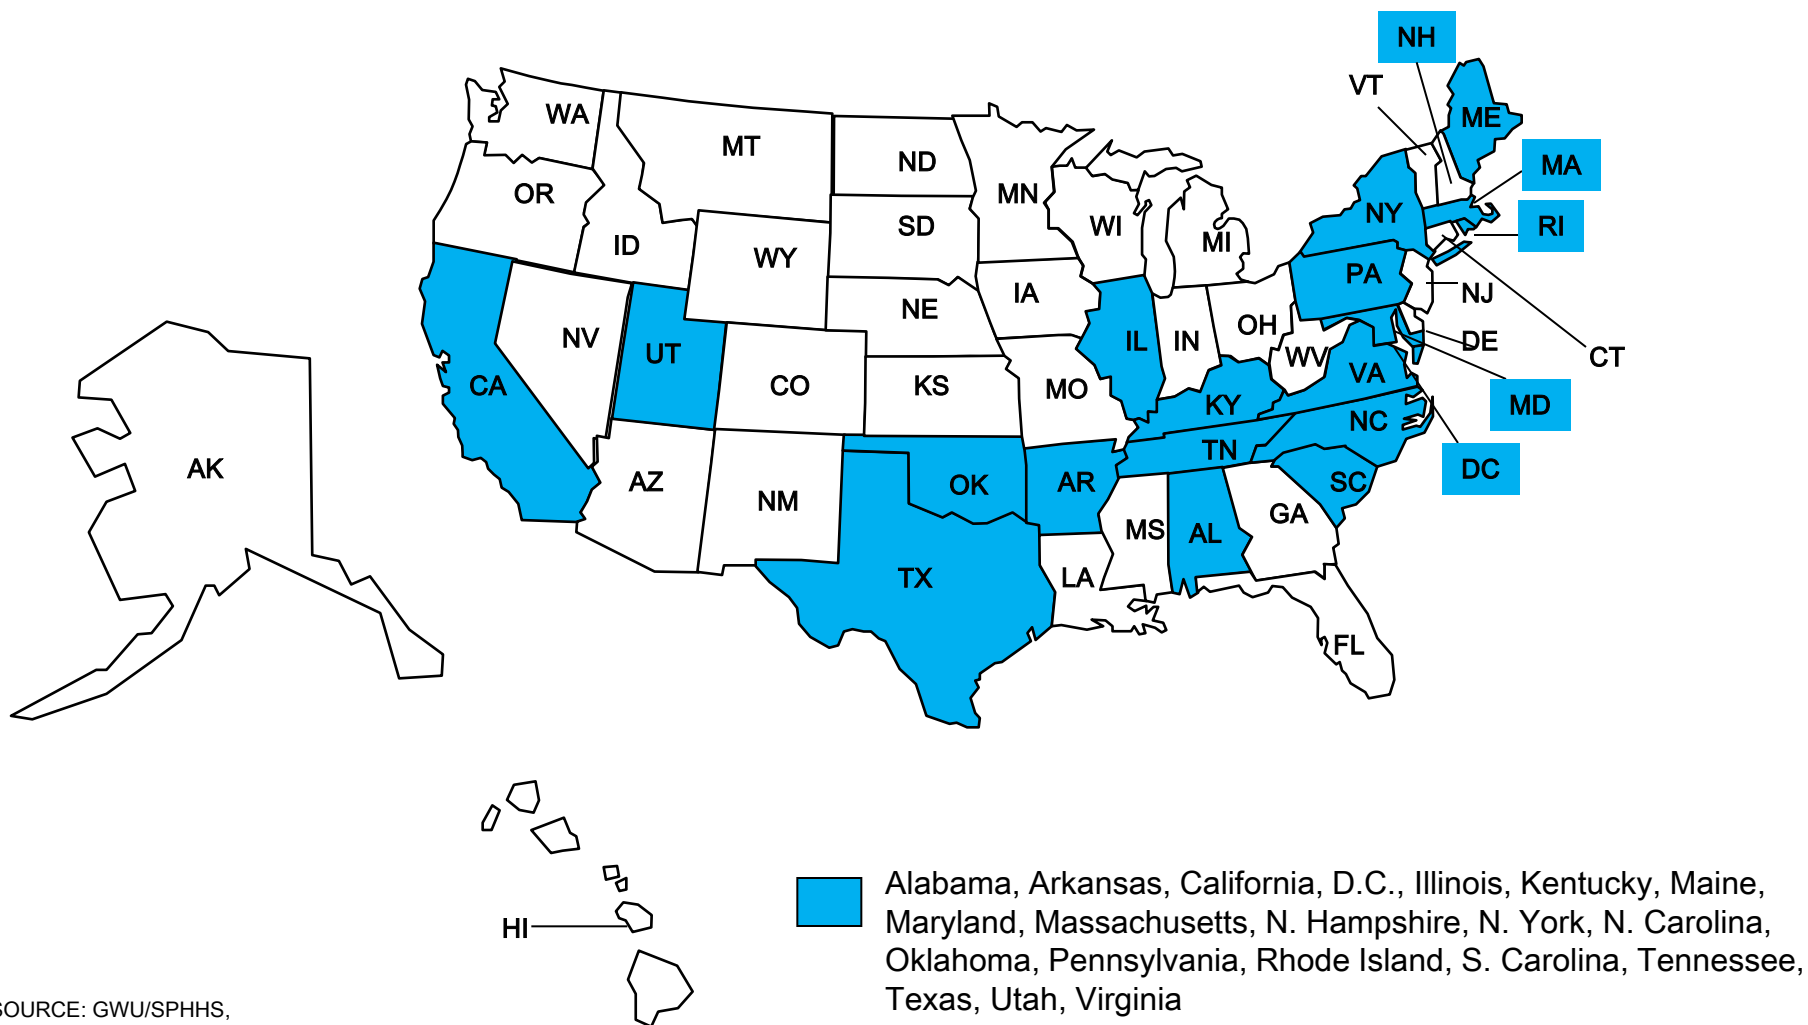 NH
VT
ME
WA
MT
ND
MA
OR
MN
NY
RI
SD
WI
MI
ID
WY
PA
IA
NJ
NE
OH
NV
UT
IL
IN
DE
WV
CT
CA
CO
KS
MO
VA
KY
MD
NC
TN
AK
DC
AZ
OK
AR
SC
NM
GA
MS
AL
TX
LA
FL
HI
Alabama, Arkansas, California, D.C., Illinois, Kentucky, Maine,
Maryland, Massachusetts, N. Hampshire, N. York, N. Carolina,
Oklahoma, Pennsylvania, Rhode Island, S. Carolina, Tennessee,
Texas, Utah, Virginia
SOURCE: GWU/SPHHS,